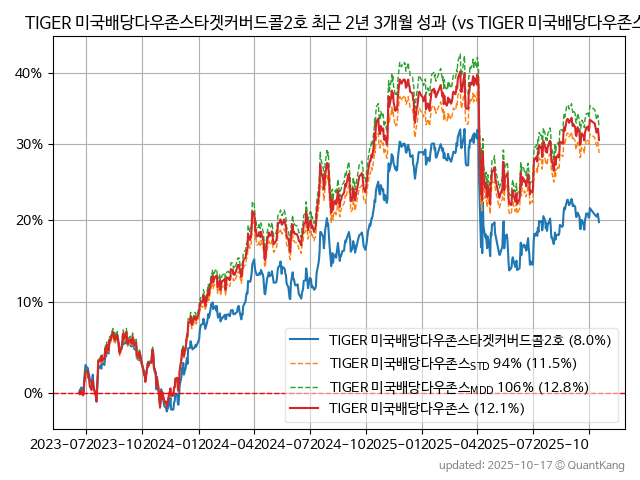 TIGER 미국배당다우존스타겟커버드콜2호 최근 2년 3개월 성과 (vs TIGER 미국배당다우존스
40%
30%
20%
10%
0%
TIGER 미국배당다우존스타겟커버드콜2호 (8.0%)
TIGER 미국배당다우존스STD 94% (11.5%)
TIGER 미국배당다우존스MDD 106% (12.8%)
TIGER 미국배당다우존스 (12.1%)
2023-07 2023-10 2024-01 2024-04 2024-07 2024-10 2025-01 2025-04 2025-07 2025-10
updated: 2025-10-17 © QuantKang